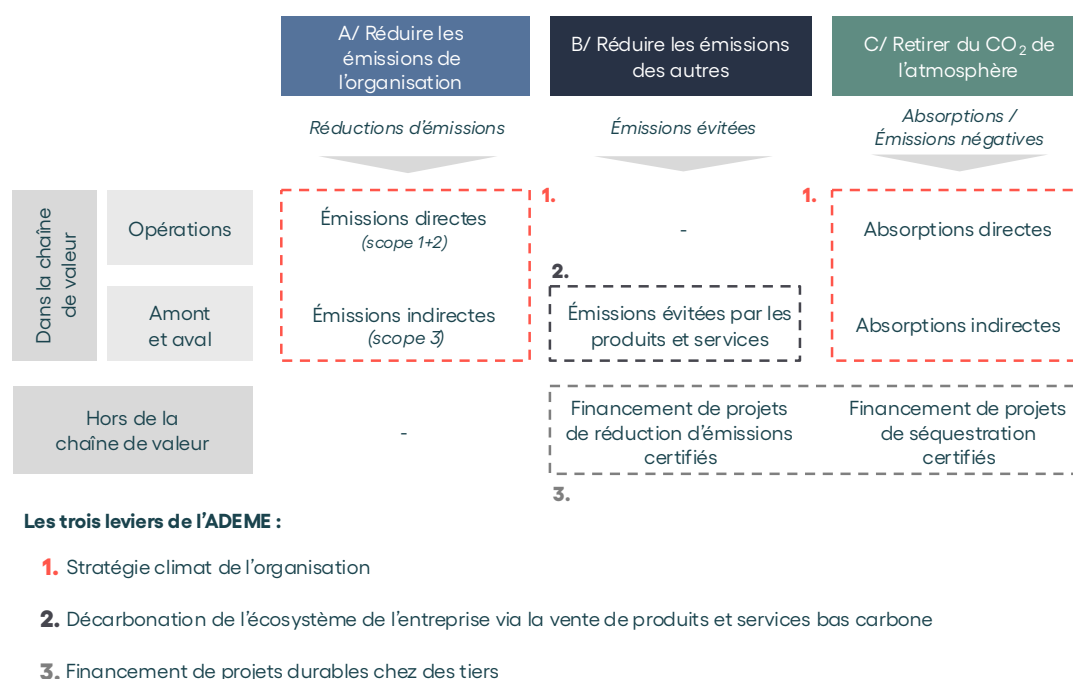 A/ Réduire les
émissions de
l'organisation
B/ Réduire les émissions
des autres
C/ Retirer du CO₂ de
l'atmosphère
Réductions d'émissions
Émissions évitées
Absorptions /
Émissions négatives
Dans la chaîne
de valeur
Opérations
Émissions directes
(scope 1+2)
1.
-
1.
Absorptions directes
2.
Amont
et aval
Émissions indirectes
(scope 3)
Émissions évitées par les
produits et services
Absorptions indirectes
Hors de la
chaîne de valeur
-
Financement de projets
de réduction d'émissions
certifiés
Financement de projets
de séquestration
certifiés
3.
Les trois leviers de l'ADEME :
1. Stratégie climat de l'organisation
2. Décarbonation de l'écosystème de l'entreprise via la vente de produits et services bas carbone
3. Financement de projets durables chez des tiers